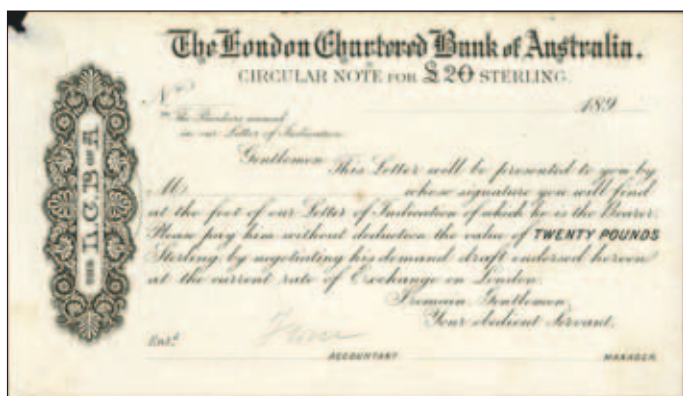 The London Chartered Bank of Australia.
CIRCULAR NOTE FOR £20 STERLING.
No
189
To The Bankers named
in our Letter of Indication
Gentlemen This Letter will be presented to you by
M whose signature you will find
at the foot of our Letter of Indication of which he is the Bearer.
Please pay him without deduction the value of TWENTY POUNDS
Sterling by negotiating his demand draft endorsed hereon
at the current rate of Exchange on London.
I remain, Gentlemen,
Your obedient Servant.
Entd
ACCOUNTANT MANAGER
THE L.C.B OF A